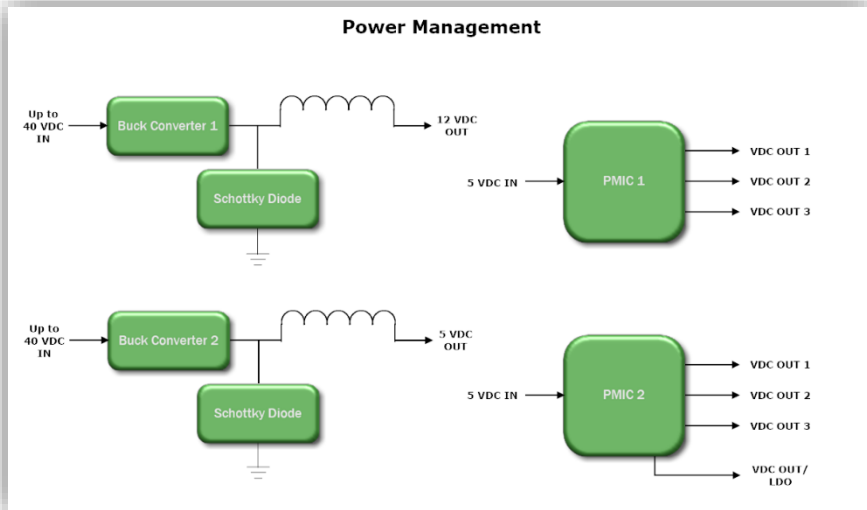 Power Management
Up to
40 VDC
IN
Buck Converter 1
12 VDC
OUT
Schottky Diode
5 VDC IN
PMIC 1
VDC OUT 1
VDC OUT 2
VDC OUT 3
Up to
40 VDC
IN
Buck Converter 2
5 VDC
OUT
Schottky Diode
5 VDC IN
PMIC 2
VDC OUT 1
VDC OUT 2
VDC OUT 3
VDC OUT/
LDO